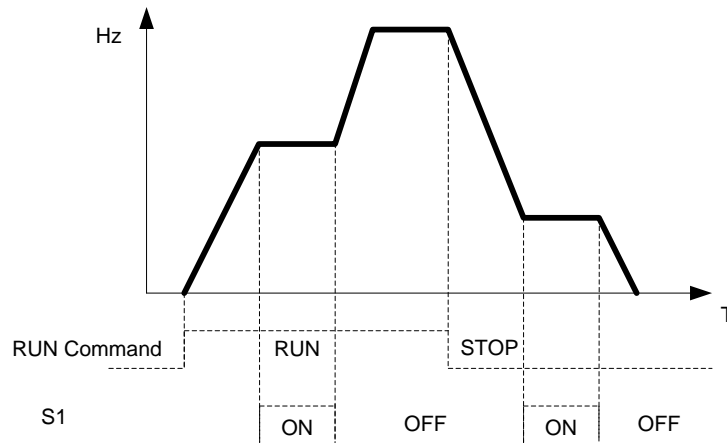 Hz
T
RUN Command RUN STOP
S1 ON OFF ON OFF